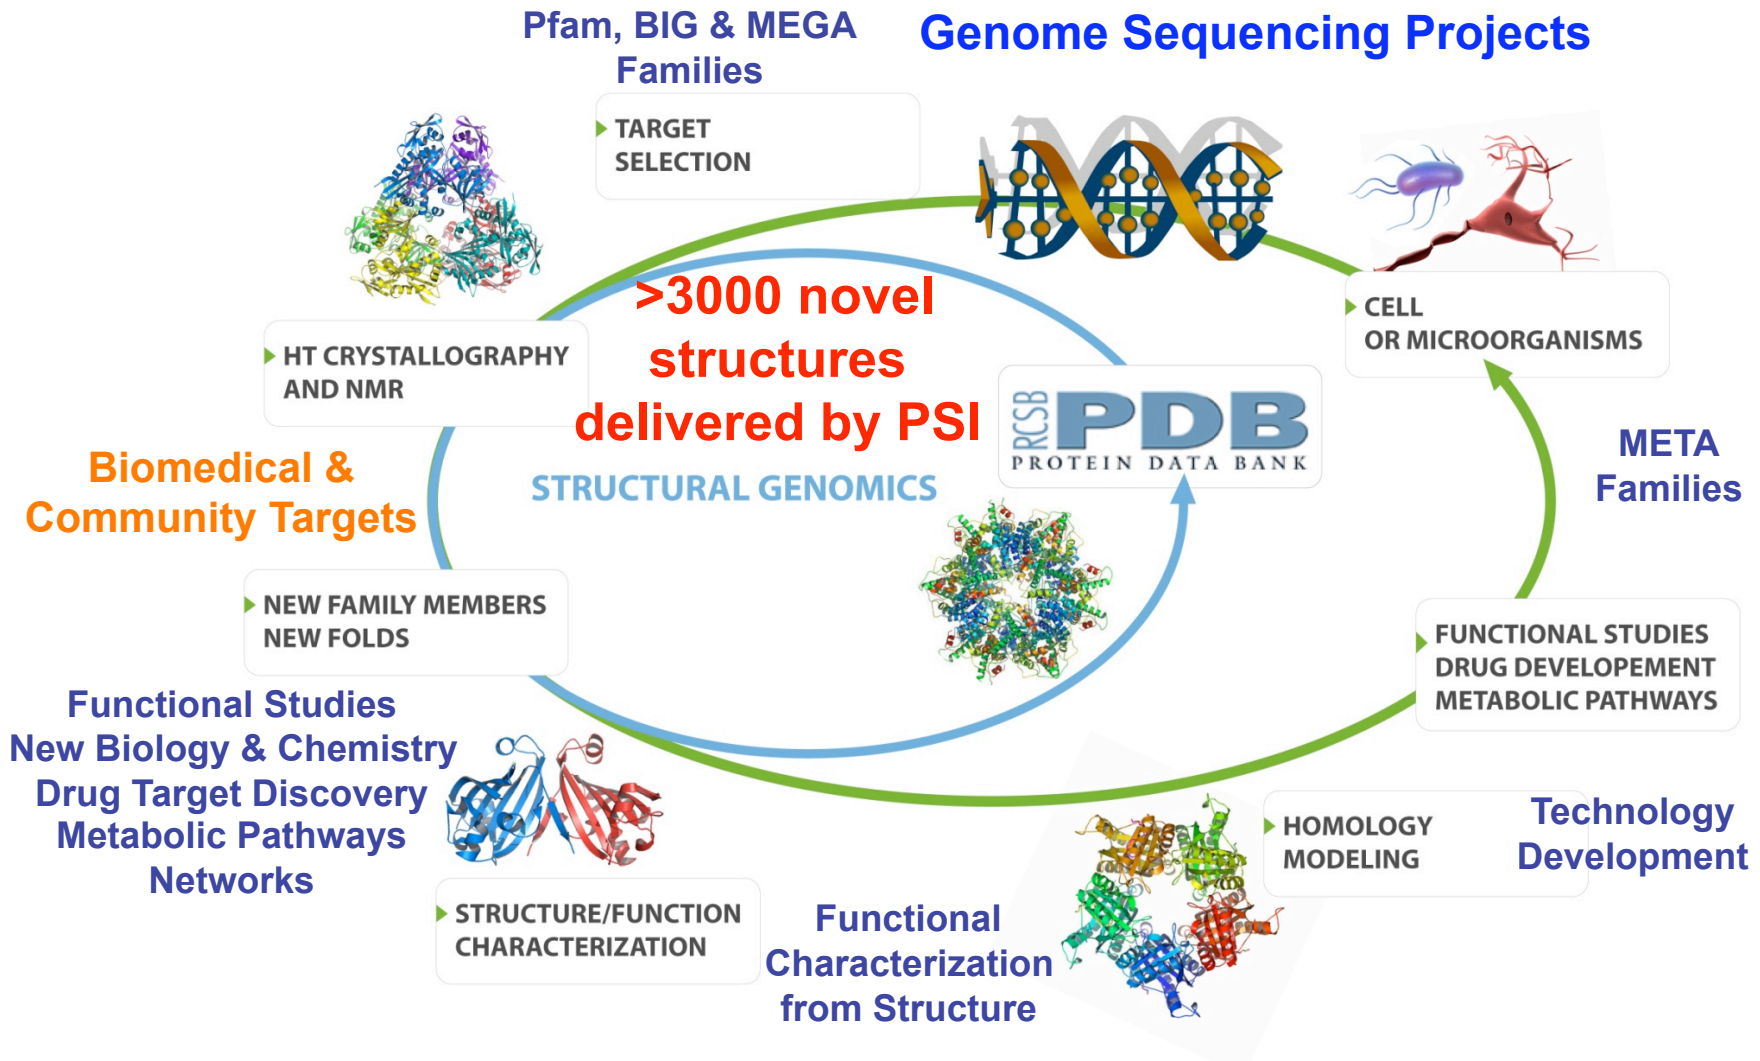 Pfam, BIG & MEGA
Families
Genome Sequencing Projects
TARGET
SELECTION
CELL
OR MICROORGANISMS
>3000 novel
structures
delivered by PSI
HT CRYSTALLOGRAPHY
AND NMR
RCSB
PDB
PROTEIN DATA BANK
STRUCTURAL GENOMICS
META
Families
Biomedical &
Community Targets
NEW FAMILY MEMBERS
NEW FOLDS
FUNCTIONAL STUDIES
DRUG DEVELOPEMENT
METABOLIC PATHWAYS
Functional Studies
New Biology & Chemistry
Drug Target Discovery
Metabolic Pathways
Networks
HOMOLOGY
MODELING
Technology
Development
STRUCTURE/FUNCTION
CHARACTERIZATION
Functional
Characterization
from Structure